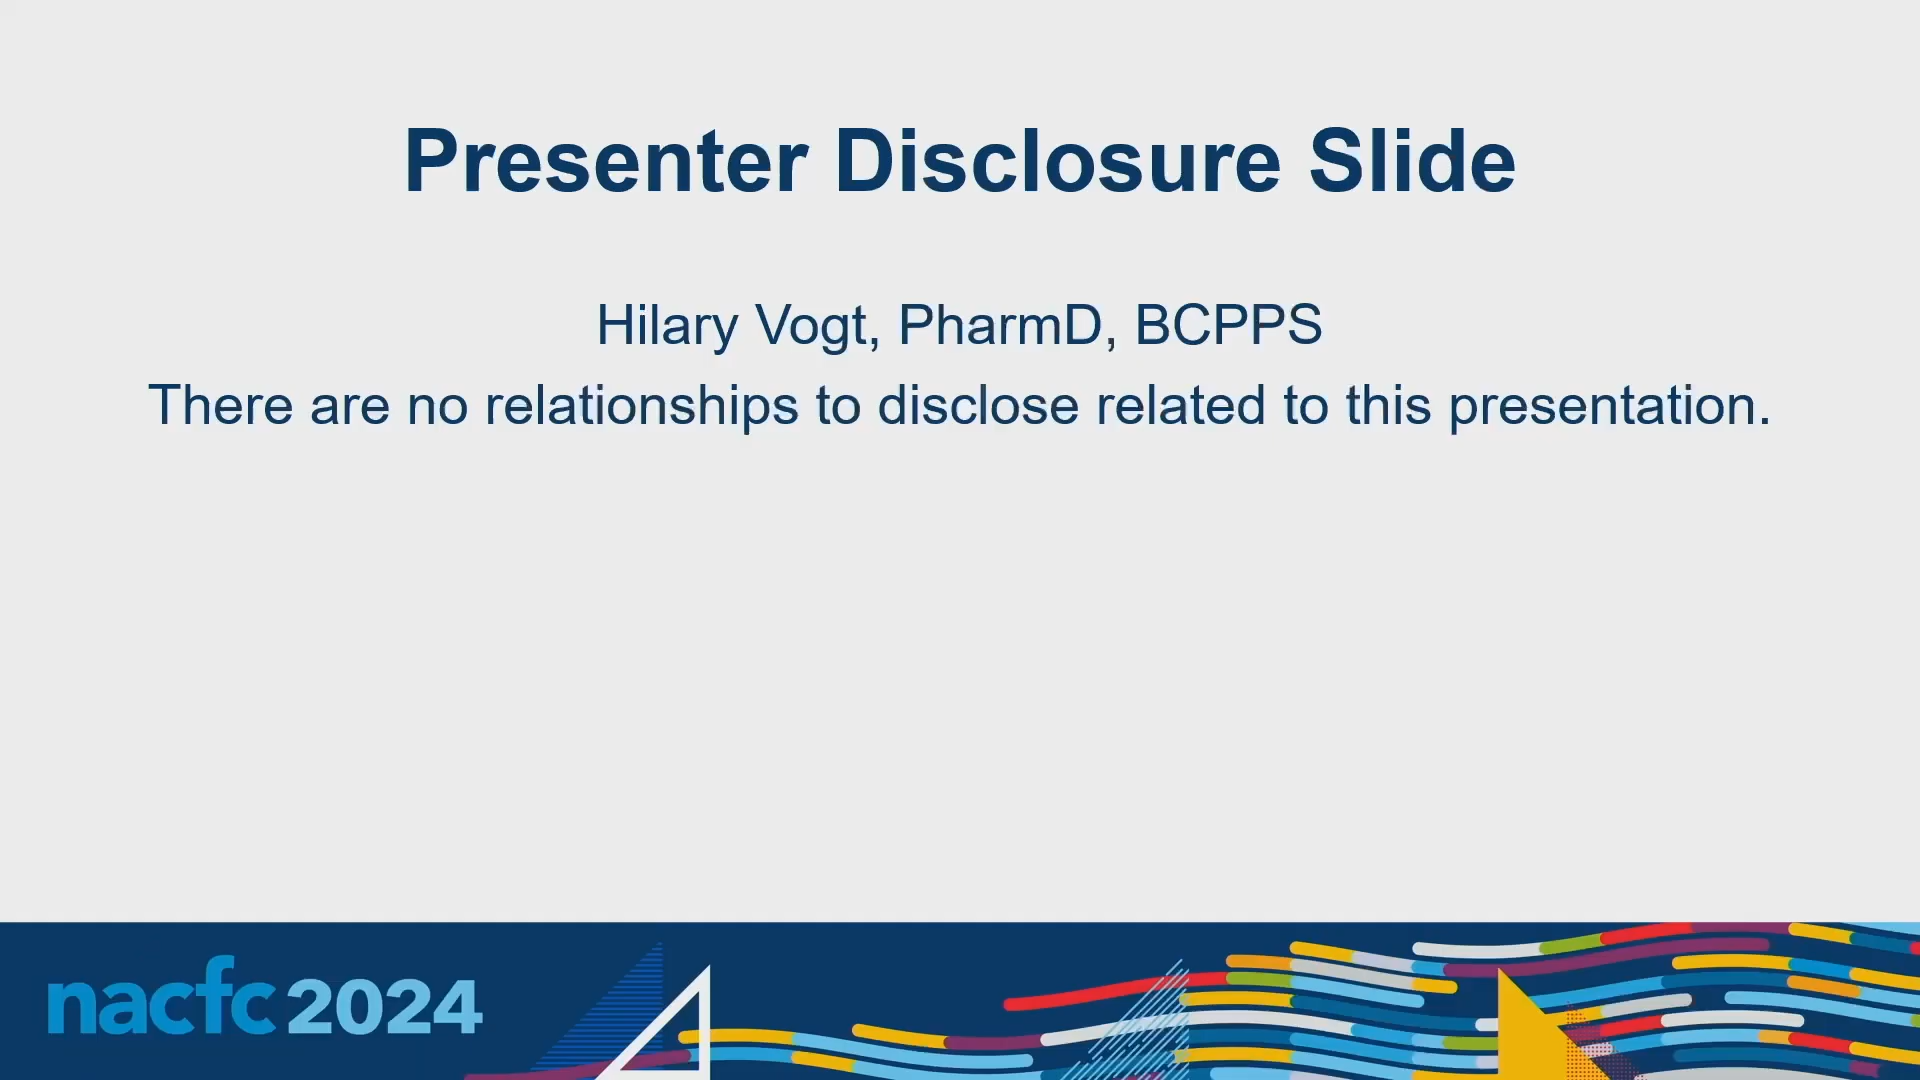 Presenter Disclosure Slide
Hilary Vogt, PharmD, BCPPS
There are no relationships to disclose related to this presentation.
nacfc 2024